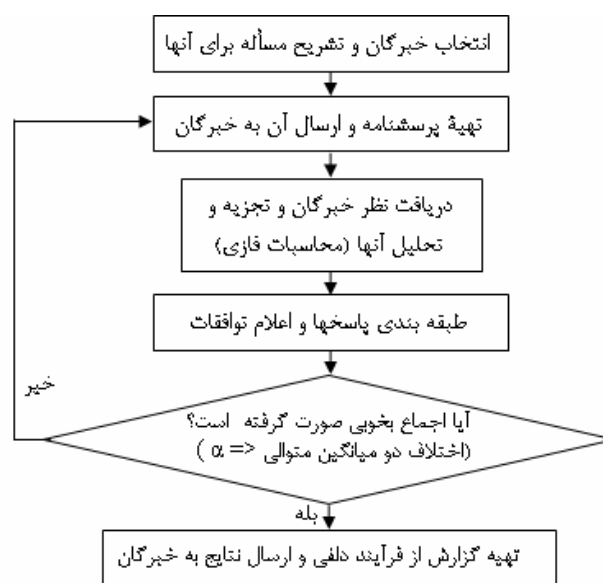 انتخاب خبرگان و تشریح مسأله برای آنها
تهیۀ پرسشنامه و ارسال آن به خبرگان
دریافت نظر خبرگان و تجزیه و
تحلیل آنها (محاسبات فازی)
طبقه بندی پاسخها و اعلام توافقات
خیر
آیا اجماع بخوبی صورت گرفته است؟
(اختلاف دو میانگین متوالی <= α )
بله
تهیه گزارش از فرآیند دلفی و ارسال نتایج به خبرگان